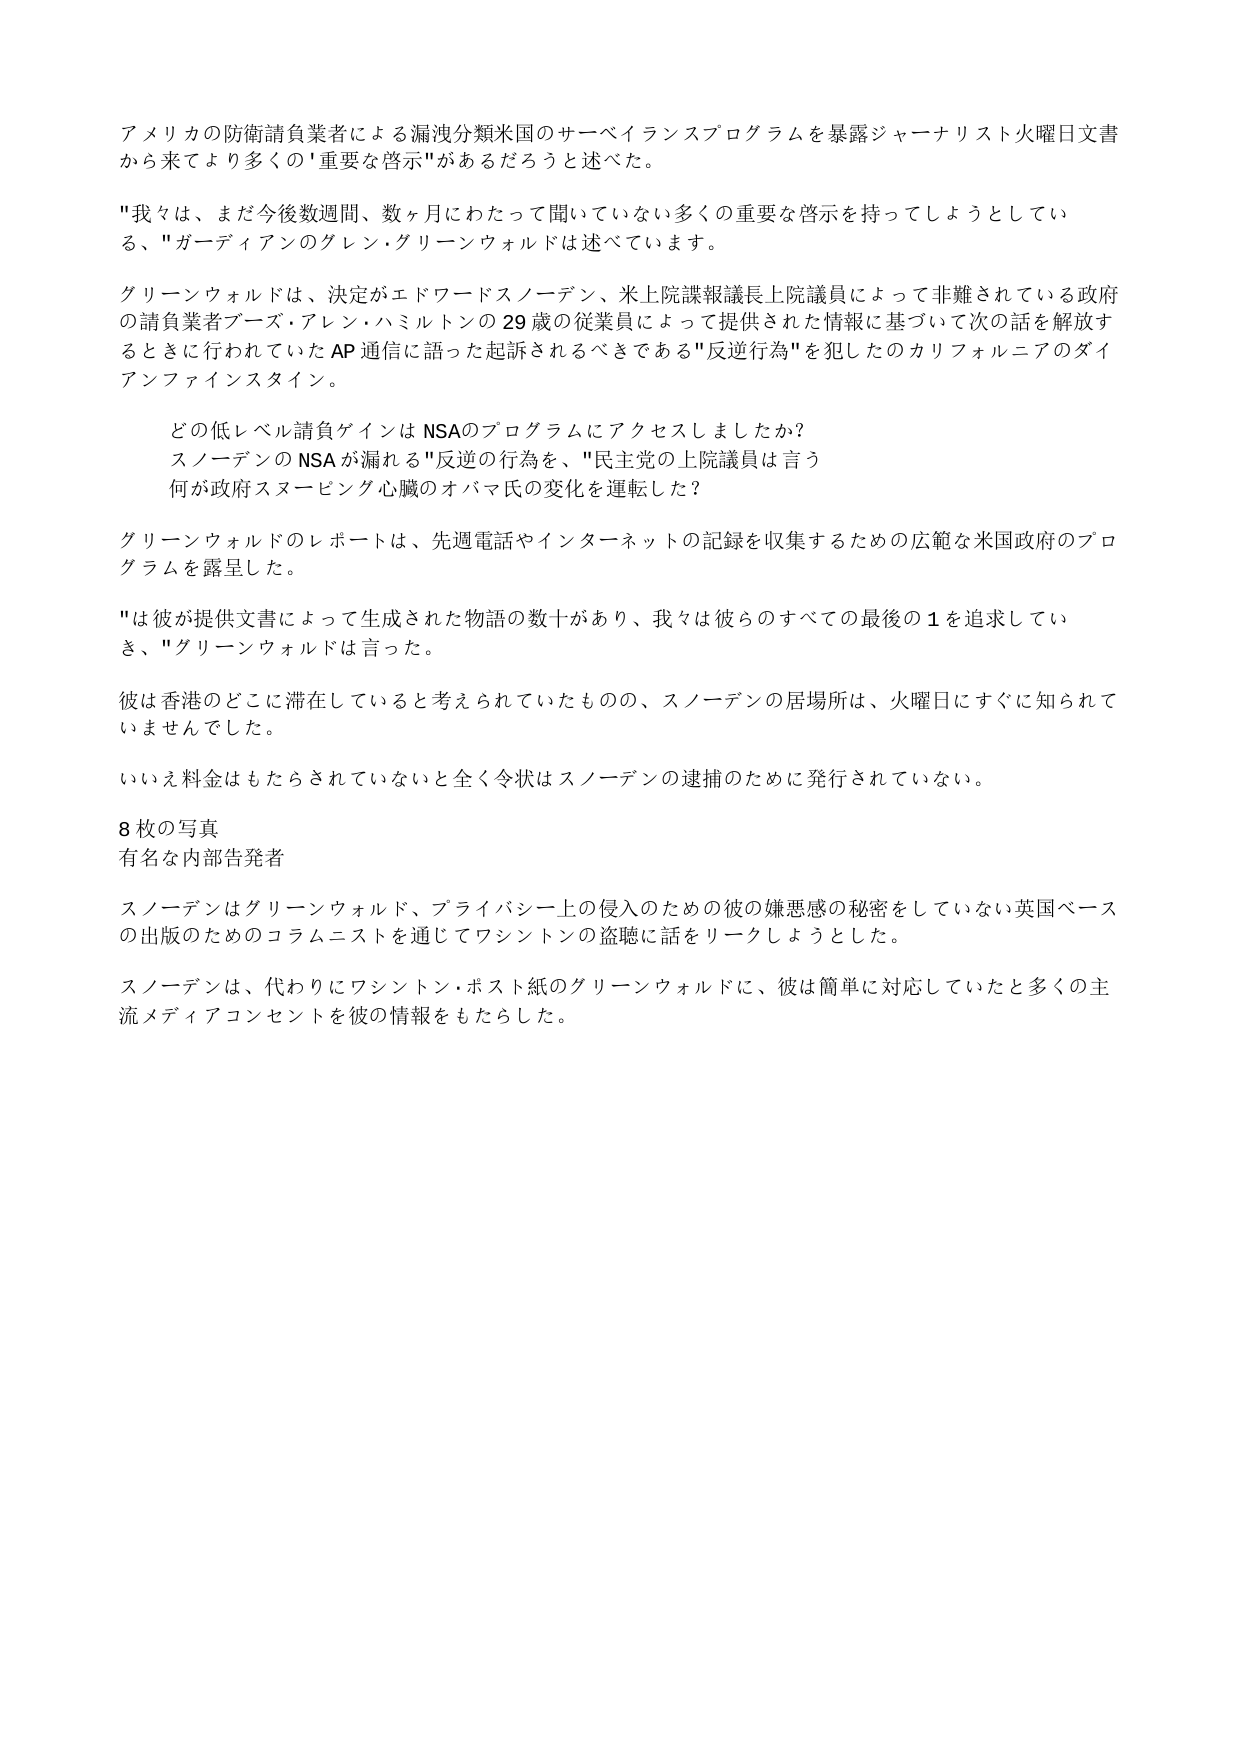 アメリカの防衛請負業者による漏洩分類米国のサーベイランスプログラムを暴露ジャーナリスト火曜日文書
から来てより多くの'重要な啓示"があるだろうと述べた。
"我々は、まだ今後数週間、数ヶ月にわたって聞いていない多くの重要な啓示を持ってしようとしてい
る、"ガーディアンのグレン・グリーンウォルドは述べています。
グリーンウォルドは、決定がエドワードスノーデン、米上院諜報議長上院議員によって非難されている政府
の請負業者ブーズ・アレン・ハミルトンの 29 歳の従業員によって提供された情報に基づいて次の話を解放す
るときに行われていた AP 通信に語った起訴されるべきである"反逆行為"を犯したのカリフォルニアのダイ
アンファインスタイン。
どの低レベル請負ゲインは NSAのプログラムにアクセスしましたか?
スノーデンの NSA が漏れる"反逆の行為を、"民主党の上院議員は言う
何が政府スヌーピング心臓のオバマ氏の変化を運転した?
グリーンウォルドのレポートは、先週電話やインターネットの記録を収集するための広範な米国政府のプロ
グラムを露呈した。
"は彼が提供文書によって生成された物語の数十があり、我々は彼らのすべての最後の 1 を追求してい
き、"グリーンウォルドは言った。
彼は香港のどこに滞在していると考えられていたものの、スノーデンの居場所は、火曜日にすぐに知られて
いませんでした。
いいえ料金はもたらされていないと全く令状はスノーデンの逮捕のために発行されていない。
8 枚の写真
有名な内部告発者
スノーデンはグリーンウォルド、プライバシー上の侵入のための彼の嫌悪感の秘密をしていない英国ベース
の出版のためのコラムニストを通じてワシントンの盗聴に話をリークしようとした。
スノーデンは、代わりにワシントン・ポスト紙のグリーンウォルドに、彼は簡単に対応していたと多くの主
流メディアコンセントを彼の情報をもたらした。